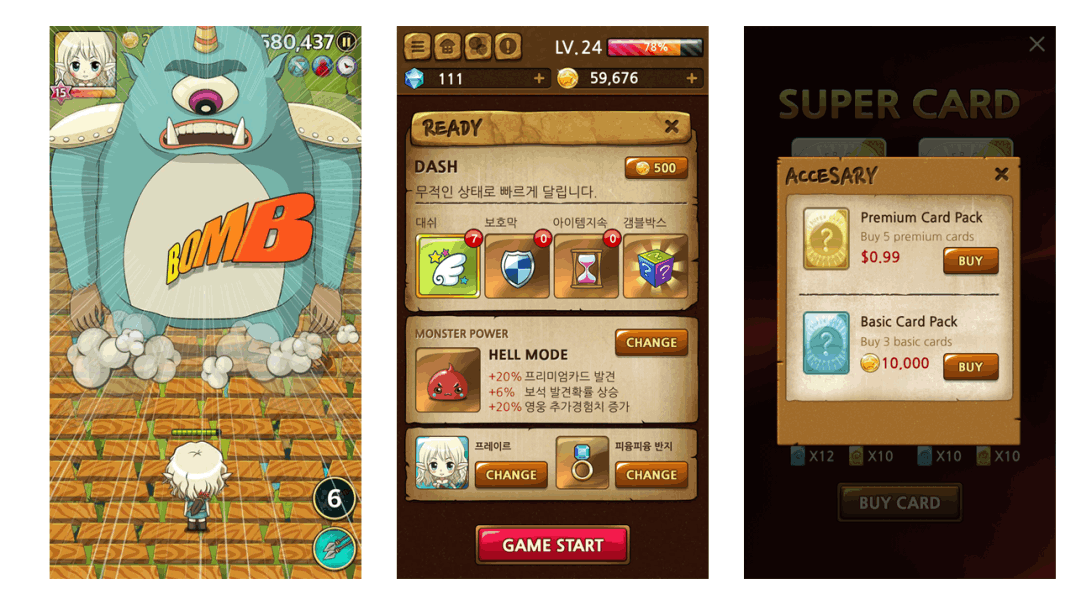 580,437
15
BOMB
6
LV.24
78%
111 +
59,676 +
READY
DASH
500
무적인 상태로 빠르게 달립니다.
대쉬 보호막 아이템지속 갬블박스
7 0 0
MONSTER POWER
CHANGE
HELL MODE
+20% 프리미엄카드 발견
+6% 보석 발견확률 상승
+20% 영웅 추가경험치 증가
프레이르
CHANGE
피융피융 반지
CHANGE
GAME START
SUPER CARD
ACCESARY
Premium Card Pack
Buy 5 premium cards
$0.99
BUY
Basic Card Pack
Buy 3 basic cards
10,000
BUY
X12 X10 X10 X10
BUY CARD